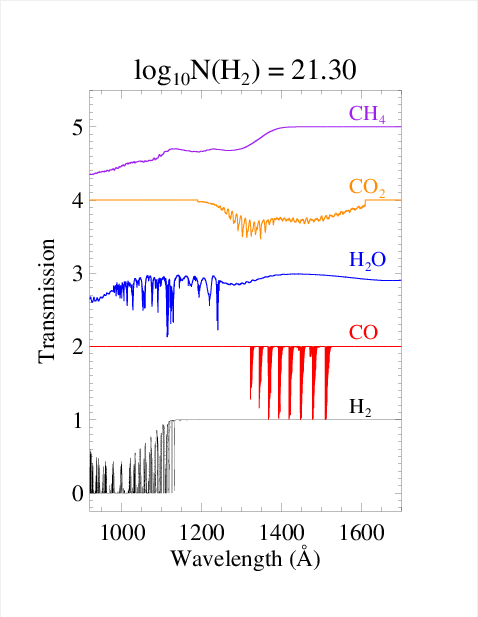 log₁₀N(H₂) = 21.30
CH₄
5
CO₂
4
H₂O
3
CO
2
H₂
1
0
Transmission
1000 1200 1400 1600
Wavelength (Å)